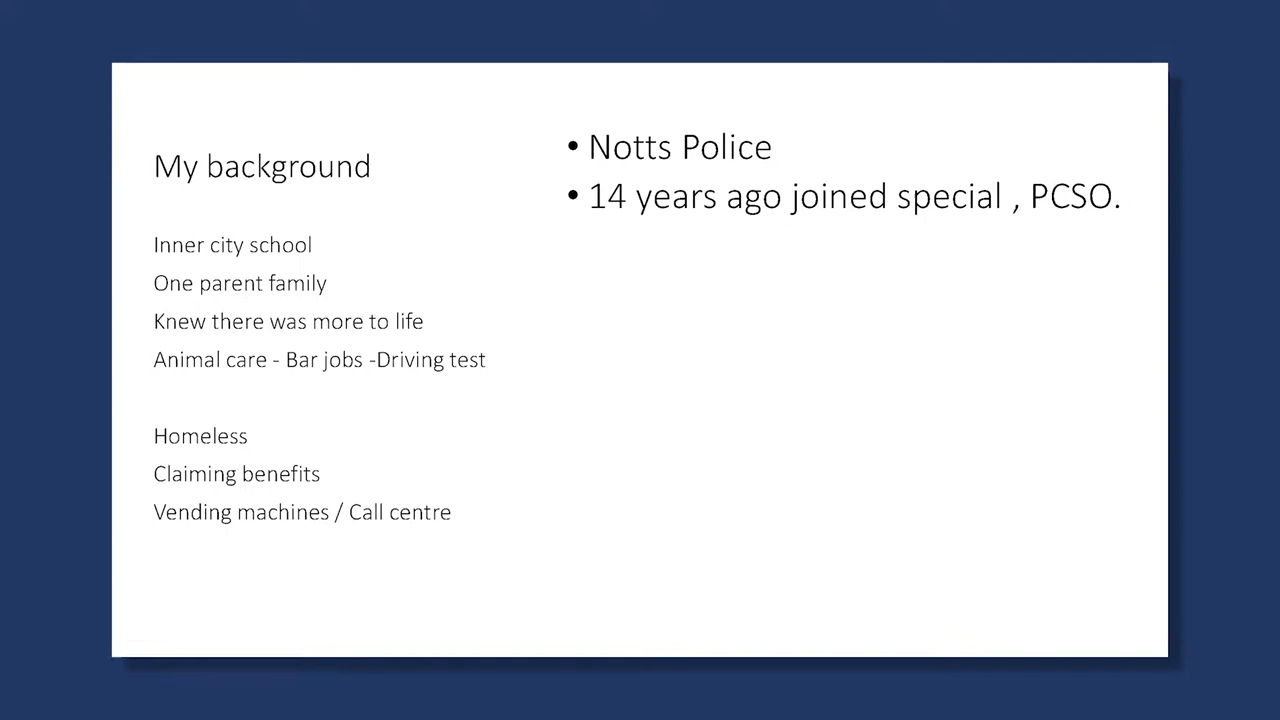 My background
Inner city school
One parent family
Knew there was more to life
Animal care - Bar jobs -Driving test
Homeless
Claiming benefits
Vending machines / Call centre
• Notts Police
• 14 years ago joined special , PCSO.